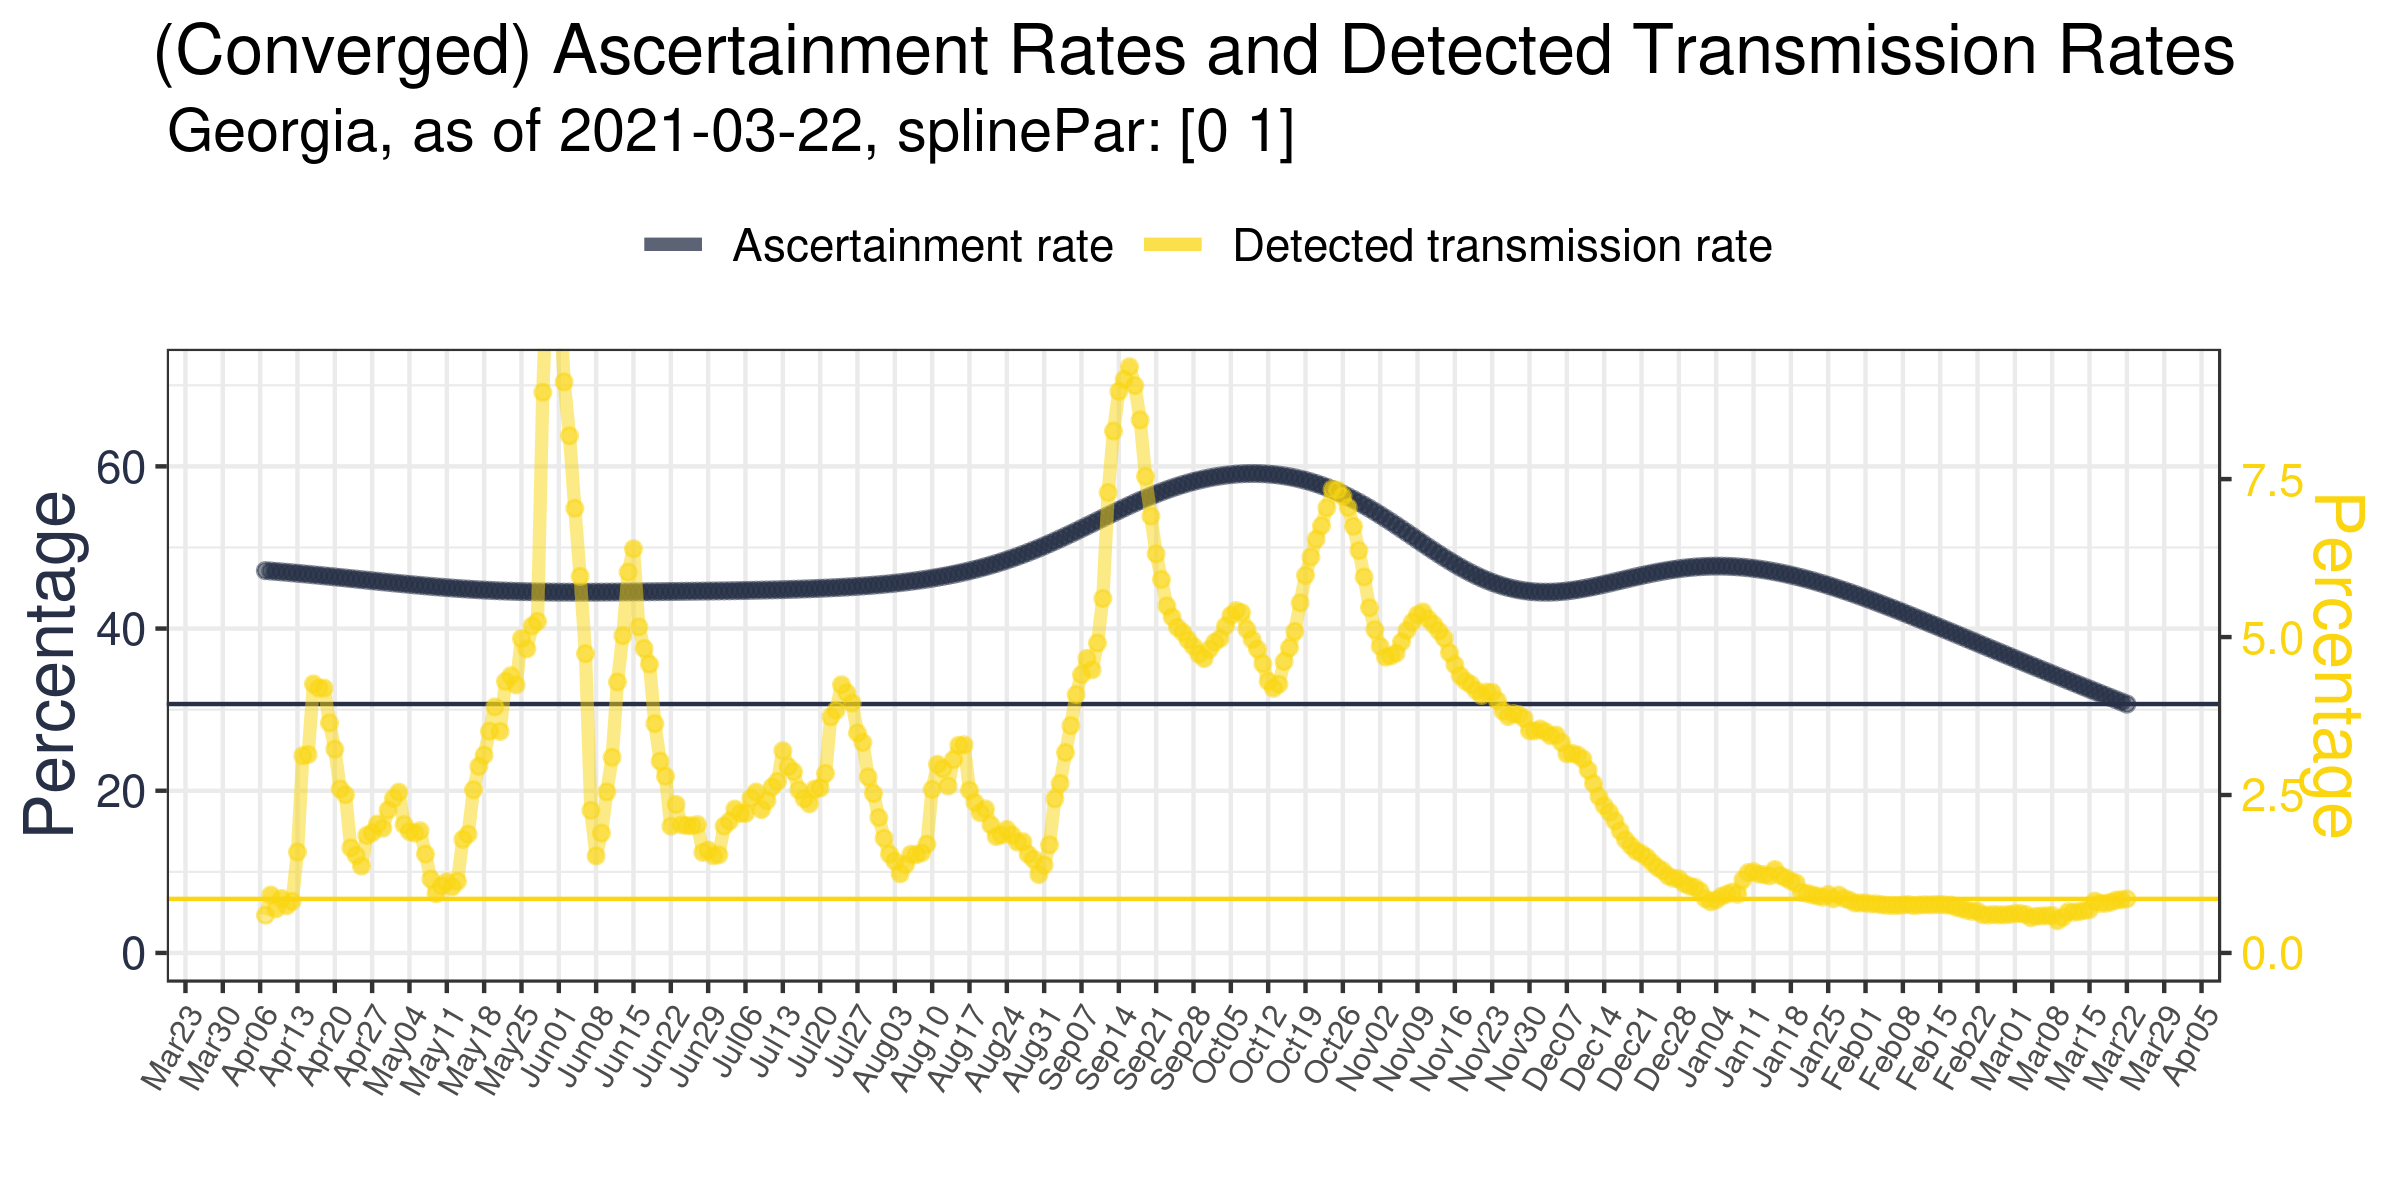 (Converged) Ascertainment Rates and Detected Transmission Rates
Georgia, as of 2021-03-22, splinePar: [0 1]
Ascertainment rate Detected transmission rate
Percentage
60
40
20
0
7.5
5.0
2.5
0.0
Percentage
Mar23 Mar30 Apr06 Apr13 Apr20 Apr27 May04 May11 May18 May25 Jun01 Jun08 Jun15 Jun22 Jun29 Jul06 Jul13 Jul20 Jul27 Aug03 Aug10 Aug17 Aug24 Aug31 Sep07 Sep14 Sep21 Sep28 Oct05 Oct12 Oct19 Oct26 Nov02 Nov09 Nov16 Nov23 Nov30 Dec07 Dec14 Dec21 Dec28 Jan04 Jan11 Jan18 Jan25 Feb01 Feb08 Feb15 Feb22 Mar01 Mar08 Mar15 Mar22 Mar29 Apr05